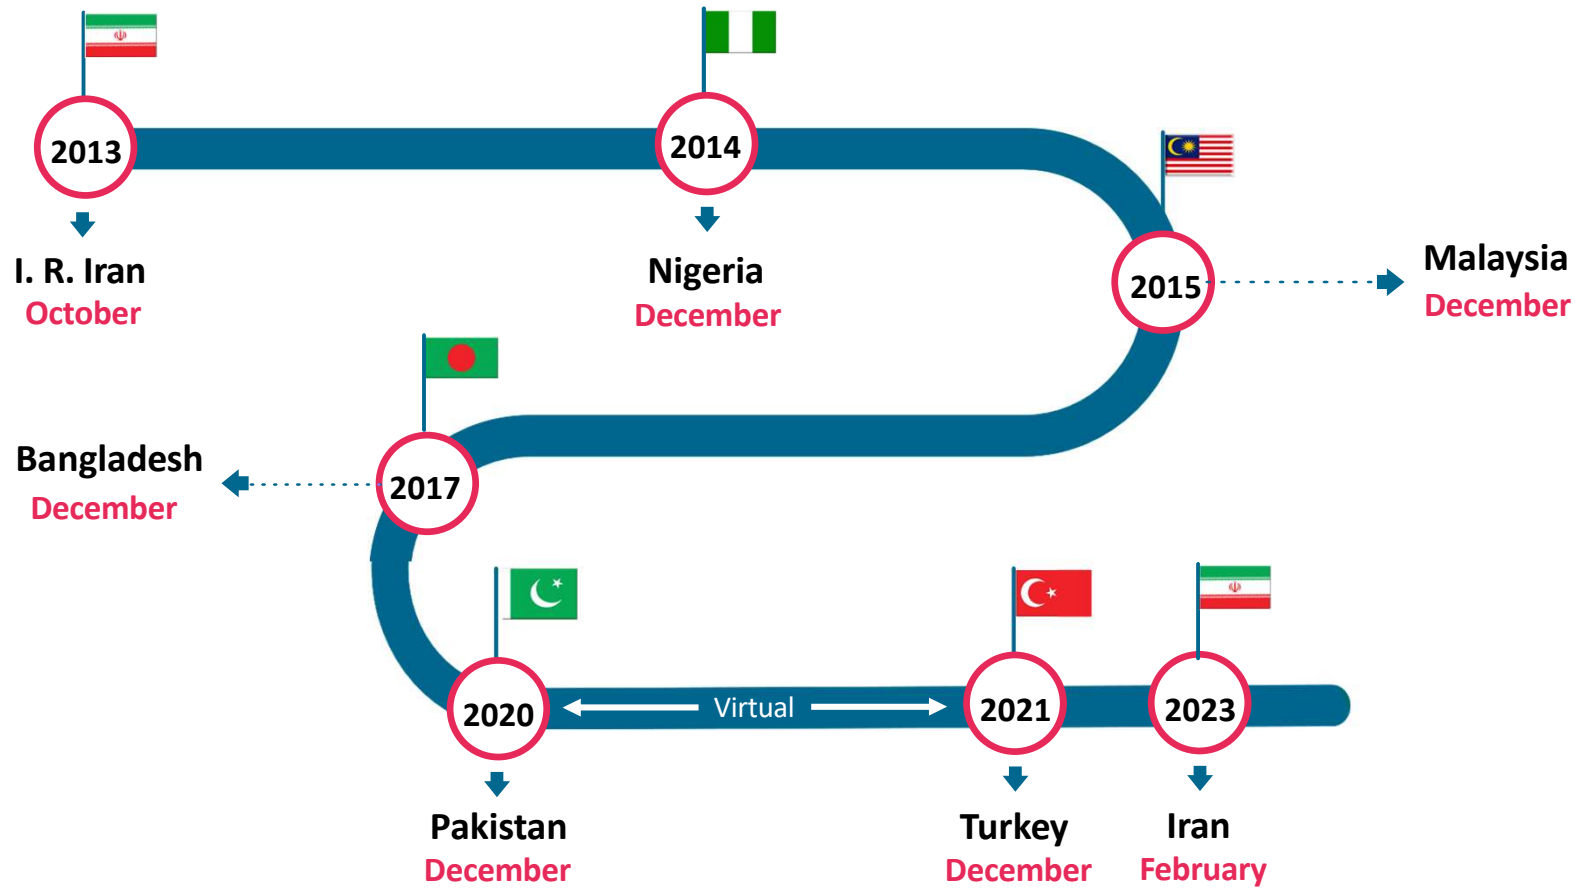 2013
I. R. Iran
October
2014
Nigeria
December
2015
Malaysia
December
2017
Bangladesh
December
2020
Pakistan
December
Virtual
2021
Turkey
December
2023
Iran
February